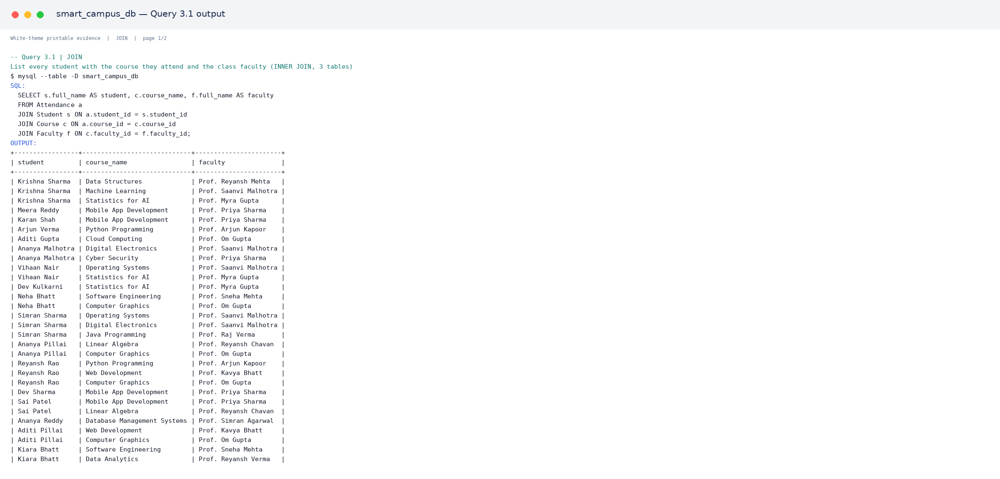 smart_campus_db — Query 3.1 output
White-theme printable evidence  |  JOIN  |  page 1/2
-- Query 3.1 | JOIN
List every student with the course they attend and the class faculty (INNER JOIN, 3 tables)
$ mysql --table -D smart_campus_db
SQL:
  SELECT s.full_name AS student, c.course_name, f.full_name AS faculty
  FROM Attendance a
  JOIN Student s ON a.student_id = s.student_id
  JOIN Course c ON a.course_id = c.course_id
  JOIN Faculty f ON c.faculty_id = f.faculty_id;
OUTPUT:
+-----------------+-----------------------------+-----------------------+
| student         | course_name                 | faculty               |
+-----------------+-----------------------------+-----------------------+
| Krishna Sharma  | Data Structures             | Prof. Reyansh Mehta   |
| Krishna Sharma  | Machine Learning            | Prof. Saanvi Malhotra |
| Krishna Sharma  | Statistics for AI           | Prof. Myra Gupta      |
| Meera Reddy     | Mobile App Development      | Prof. Priya Sharma    |
| Karan Shah      | Mobile App Development      | Prof. Priya Sharma    |
| Arjun Verma     | Python Programming          | Prof. Arjun Kapoor    |
| Aditi Gupta     | Cloud Computing             | Prof. Om Gupta        |
| Ananya Malhotra | Digital Electronics         | Prof. Saanvi Malhotra |
| Ananya Malhotra | Cyber Security              | Prof. Priya Sharma    |
| Vihaan Nair     | Operating Systems           | Prof. Saanvi Malhotra |
| Vihaan Nair     | Statistics for AI           | Prof. Myra Gupta      |
| Dev Kulkarni    | Statistics for AI           | Prof. Myra Gupta      |
| Neha Bhatt      | Software Engineering        | Prof. Sneha Mehta     |
| Neha Bhatt      | Computer Graphics           | Prof. Om Gupta        |
| Simran Sharma   | Operating Systems           | Prof. Saanvi Malhotra |
| Simran Sharma   | Digital Electronics         | Prof. Saanvi Malhotra |
| Simran Sharma   | Java Programming            | Prof. Raj Verma       |
| Ananya Pillai   | Linear Algebra              | Prof. Reyansh Chavan  |
| Ananya Pillai   | Computer Graphics           | Prof. Om Gupta        |
| Reyansh Rao     | Python Programming          | Prof. Arjun Kapoor    |
| Reyansh Rao     | Web Development             | Prof. Kavya Bhatt     |
| Reyansh Rao     | Computer Graphics           | Prof. Om Gupta        |
| Dev Sharma      | Mobile App Development      | Prof. Priya Sharma    |
| Sai Patel       | Mobile App Development      | Prof. Priya Sharma    |
| Sai Patel       | Linear Algebra              | Prof. Reyansh Chavan  |
| Ananya Reddy    | Database Management Systems | Prof. Simran Agarwal  |
| Aditi Pillai    | Web Development             | Prof. Kavya Bhatt     |
| Aditi Pillai    | Computer Graphics           | Prof. Om Gupta        |
| Kiara Bhatt     | Software Engineering        | Prof. Sneha Mehta     |
| Kiara Bhatt     | Data Analytics              | Prof. Reyansh Verma   |